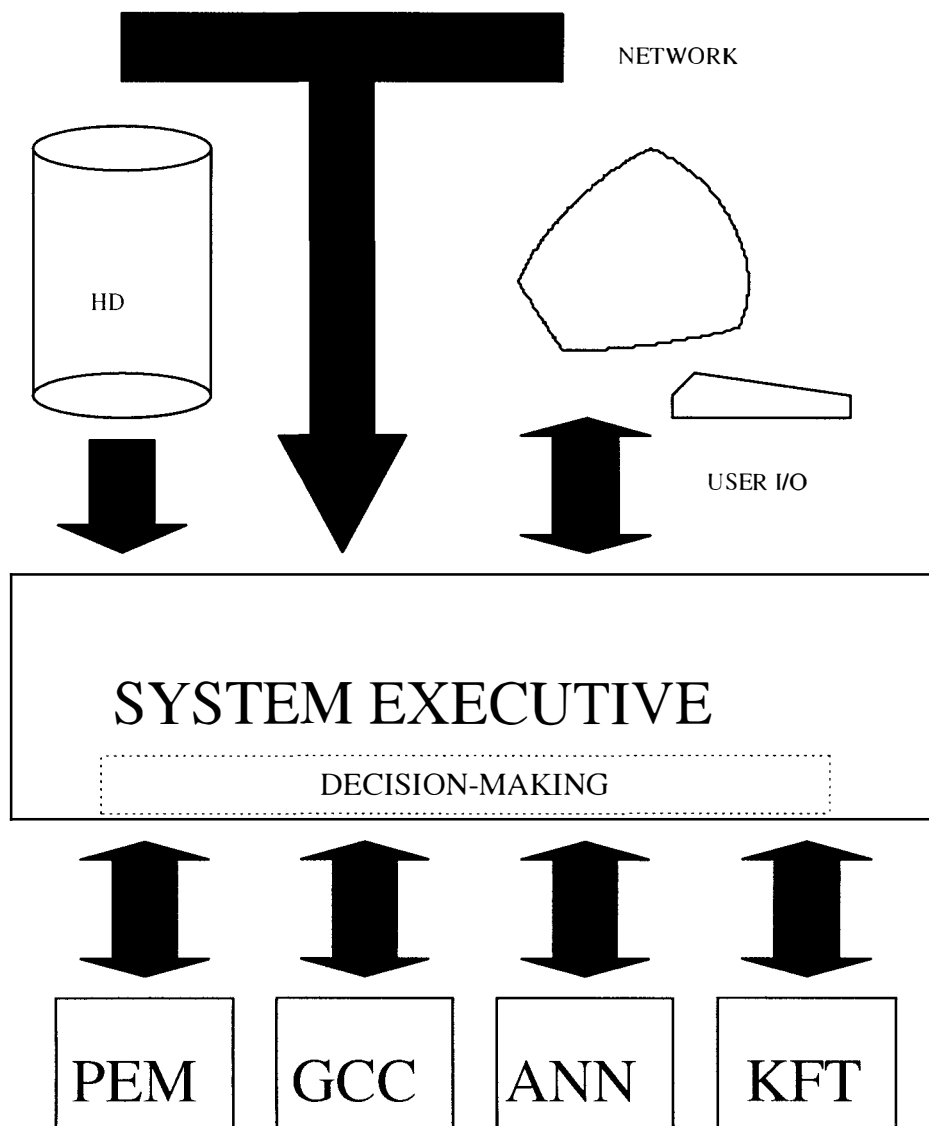 NETWORK
HD
USER I/O
SYSTEM EXECUTIVE
DECISION-MAKING
PEM GCC ANN KFT